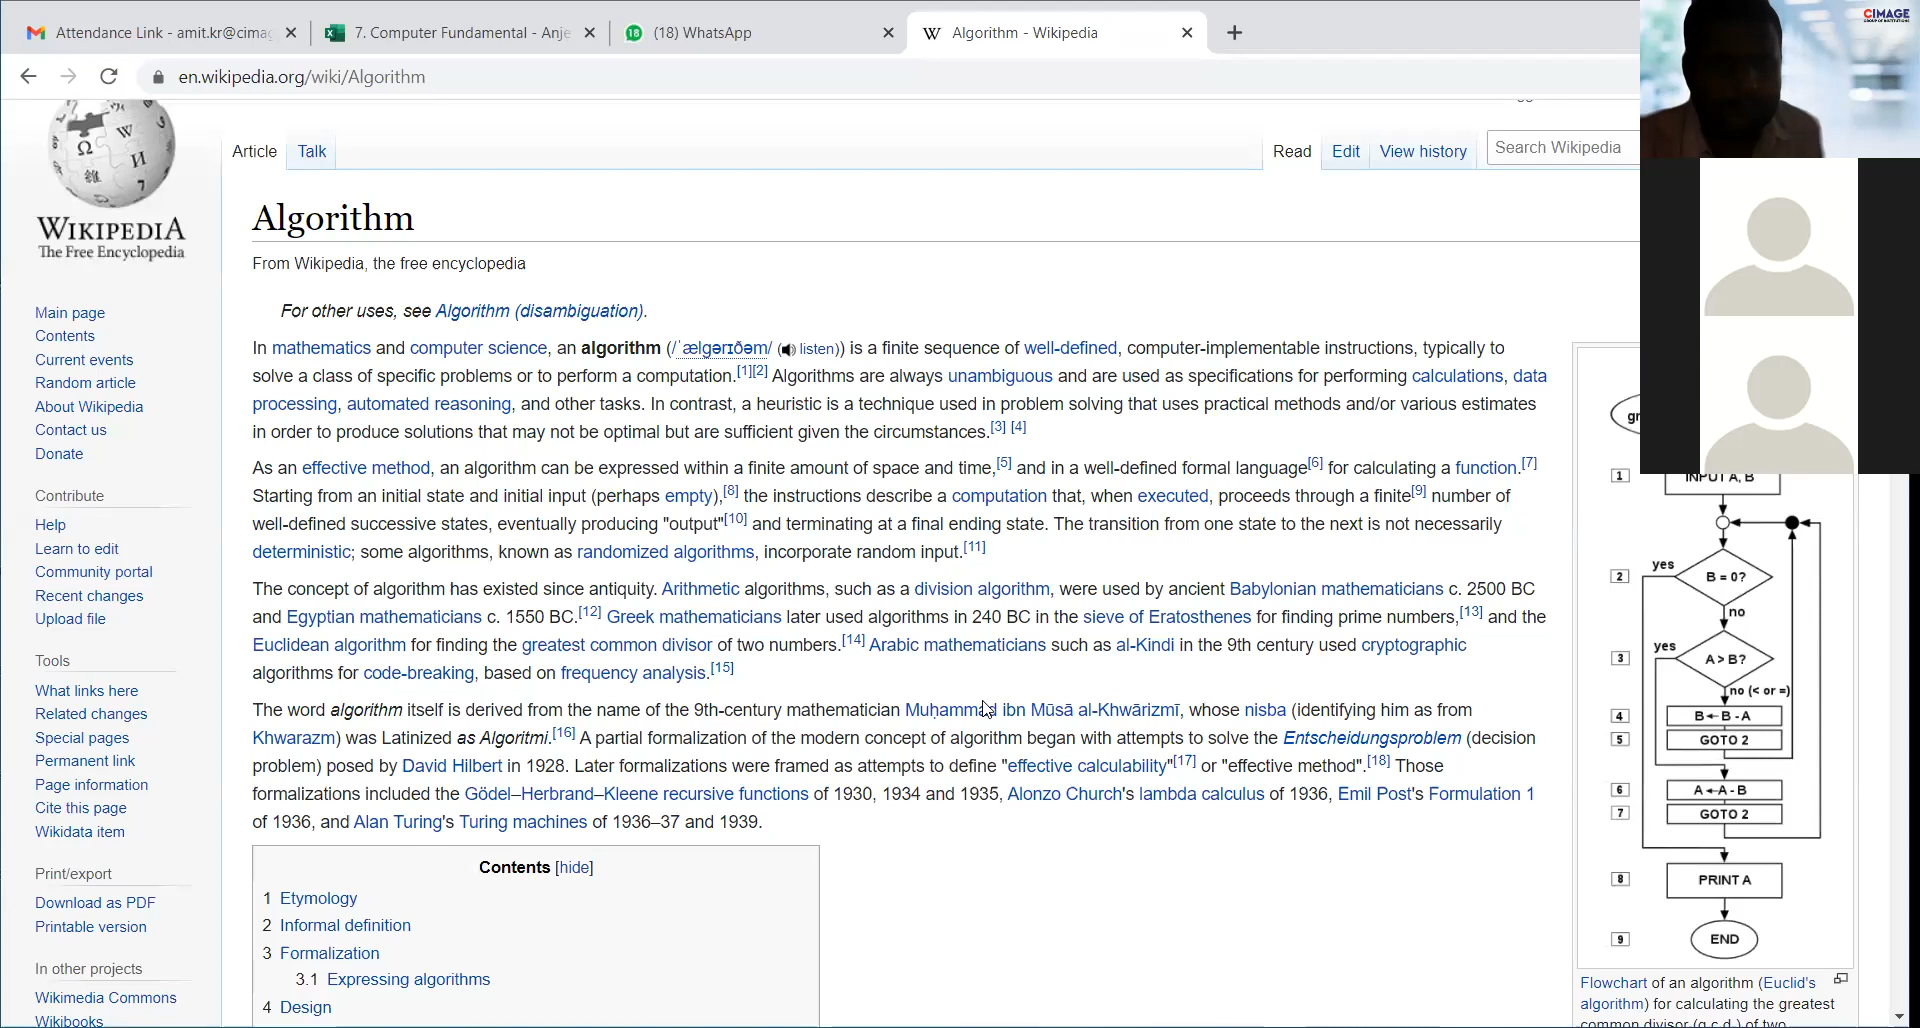 Attendance Link - amit.kr@cima
7. Computer Fundamental - Anje
18
(18) WhatsApp
W
Algorithm - Wikipedia
en.wikipedia.org/wiki/Algorithm
CIMAGE
GROUP OF INSTITUTIONS
WIKIPEDIA
The Free Encyclopedia
Main page
Contents
Current events
Random article
About Wikipedia
Contact us
Donate
Contribute
Help
Learn to edit
Community portal
Recent changes
Upload file
Tools
What links here
Related changes
Special pages
Permanent link
Page information
Cite this page
Wikidata item
Print/export
Download as PDF
Printable version
In other projects
Wikimedia Commons
Wikibooks
Article Talk
Read Edit View history
Search Wikipedia
Algorithm
From Wikipedia, the free encyclopedia
For other uses, see Algorithm (disambiguation).
In mathematics and computer science, an algorithm (/ˈælɡərɪðəm/ (listen)) is a finite sequence of well-defined, computer-implementable instructions, typically to
solve a class of specific problems or to perform a computation.[1][2] Algorithms are always unambiguous and are used as specifications for performing calculations, data
processing, automated reasoning, and other tasks. In contrast, a heuristic is a technique used in problem solving that uses practical methods and/or various estimates
in order to produce solutions that may not be optimal but are sufficient given the circumstances.[3] [4]
As an effective method, an algorithm can be expressed within a finite amount of space and time,[5] and in a well-defined formal language[6] for calculating a function.[7]
Starting from an initial state and initial input (perhaps empty),[8] the instructions describe a computation that, when executed, proceeds through a finite[9] number of
well-defined successive states, eventually producing "output"[10] and terminating at a final ending state. The transition from one state to the next is not necessarily
deterministic; some algorithms, known as randomized algorithms, incorporate random input.[11]
The concept of algorithm has existed since antiquity. Arithmetic algorithms, such as a division algorithm, were used by ancient Babylonian mathematicians c. 2500 BC
and Egyptian mathematicians c. 1550 BC.[12] Greek mathematicians later used algorithms in 240 BC in the sieve of Eratosthenes for finding prime numbers,[13] and the
Euclidean algorithm for finding the greatest common divisor of two numbers.[14] Arabic mathematicians such as al-Kindi in the 9th century used cryptographic
algorithms for code-breaking, based on frequency analysis.[15]
The word algorithm itself is derived from the name of the 9th-century mathematician Muḥammad ibn Mūsā al-Khwārizmī, whose nisba (identifying him as from
Khwarazm) was Latinized as Algoritmi.[16] A partial formalization of the modern concept of algorithm began with attempts to solve the Entscheidungsproblem (decision
problem) posed by David Hilbert in 1928. Later formalizations were framed as attempts to define "effective calculability"[17] or "effective method".[18] Those
formalizations included the Gödel–Herbrand–Kleene recursive functions of 1930, 1934 and 1935, Alonzo Church's lambda calculus of 1936, Emil Post's Formulation 1
of 1936, and Alan Turing's Turing machines of 1936–37 and 1939.
Contents [hide]
1 Etymology
2 Informal definition
3 Formalization
3.1 Expressing algorithms
4 Design
1
INPUT A, B
yes
2
B = 0?
no
yes
3
A > B?
no (< or =)
4
B ← B - A
5
GOTO 2
6
A ← A - B
7
GOTO 2
8
PRINT A
9
END
Flowchart of an algorithm (Euclid's
algorithm) for calculating the greatest
common divisor (g.c.d.) of two